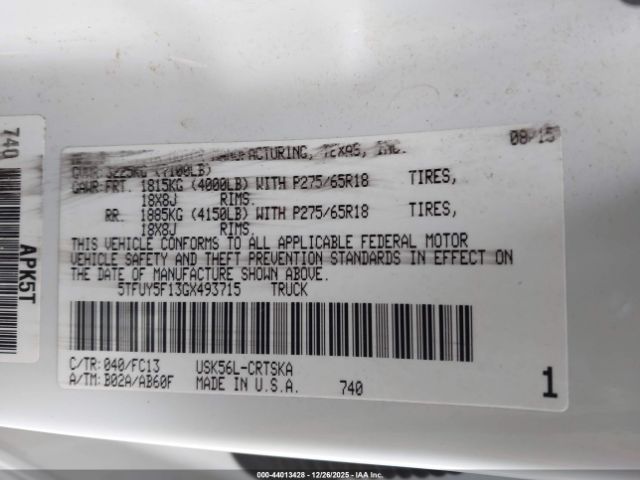 08/15
MANUFACTURING, TEXAS, INC.
(7100LB)
GAWR FRT. 1815KG (4000LB) WITH P275/65R18 TIRES,
18X8J RIMS.
RR. 1885KG (4150LB) WITH P275/65R18 TIRES,
18X8J RIMS.
THIS VEHICLE CONFORMS TO ALL APPLICABLE FEDERAL MOTOR
VEHICLE SAFETY AND THEFT PREVENTION STANDARDS IN EFFECT ON
THE DATE OF MANUFACTURE SHOWN ABOVE.
5TFUY5F13GX493715 TRUCK
C/TR: 040/FC13 USK56L-CRTSKA
A/TM: B02A/AB60F MADE IN U.S.A. 740 1
740
APK5T
000-44013428 - 12/26/2025 - IAA Inc.